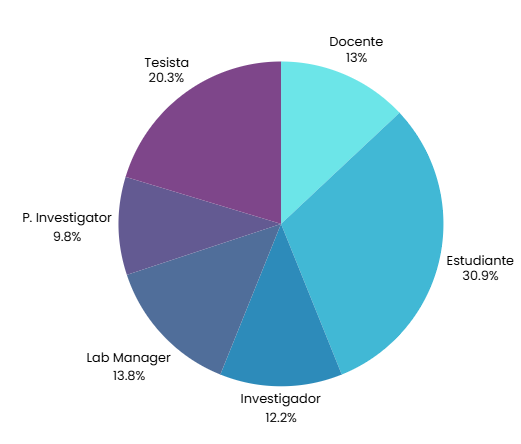 Docente
13%
Tesista
20.3%
P. Investigator
9.8%
Estudiante
30.9%
Lab Manager
13.8%
Investigador
12.2%